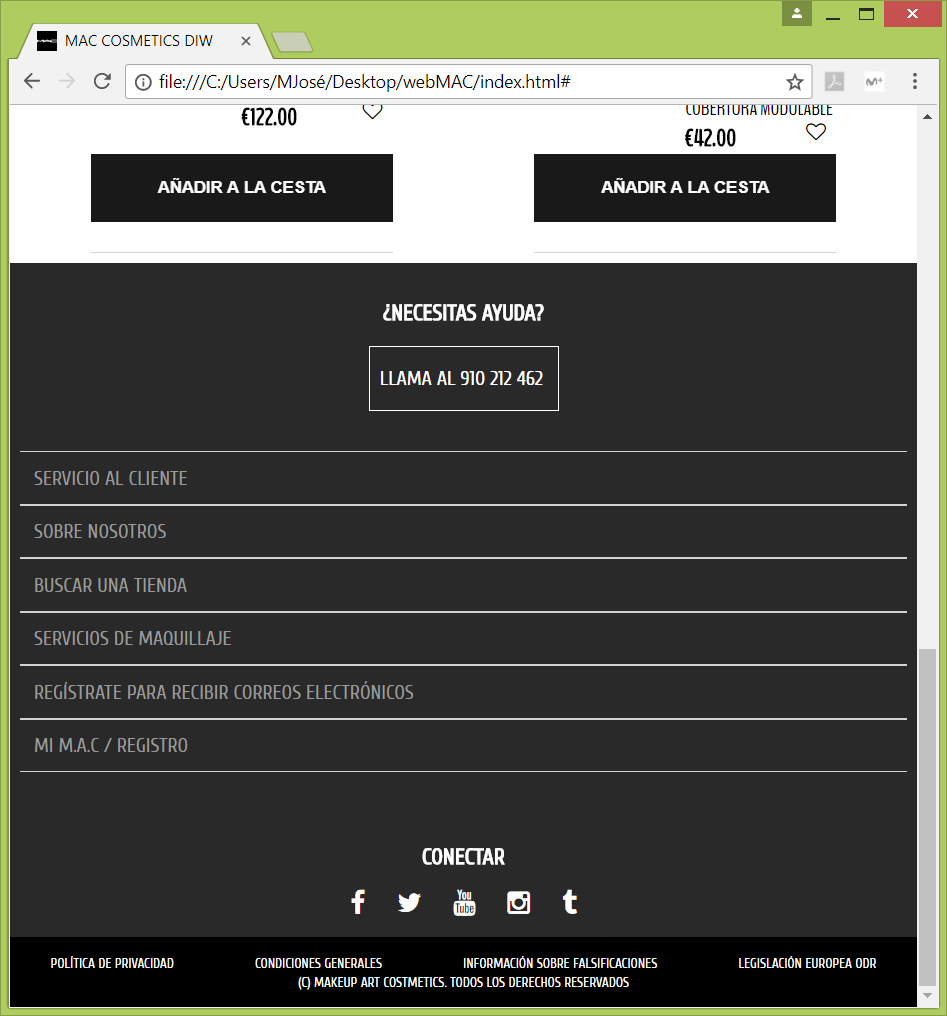 MAC COSMETICS DIW
file:///C:/Users/MJosé/Desktop/webMAC/index.html#
COBERTURA MODULABLE
€122.00
€42.00
AÑADIR A LA CESTA
AÑADIR A LA CESTA
¿NECESITAS AYUDA?
LLAMA AL 910 212 462
SERVICIO AL CLIENTE
SOBRE NOSOTROS
BUSCAR UNA TIENDA
SERVICIOS DE MAQUILLAJE
REGÍSTRATE PARA RECIBIR CORREOS ELECTRÓNICOS
MI M.A.C / REGISTRO
CONECTAR
You
Tube
POLÍTICA DE PRIVACIDAD
CONDICIONES GENERALES
INFORMACIÓN SOBRE FALSIFICACIONES
LEGISLACIÓN EUROPEA ODR
(C) MAKEUP ART COSTMETICS. TODOS LOS DERECHOS RESERVADOS